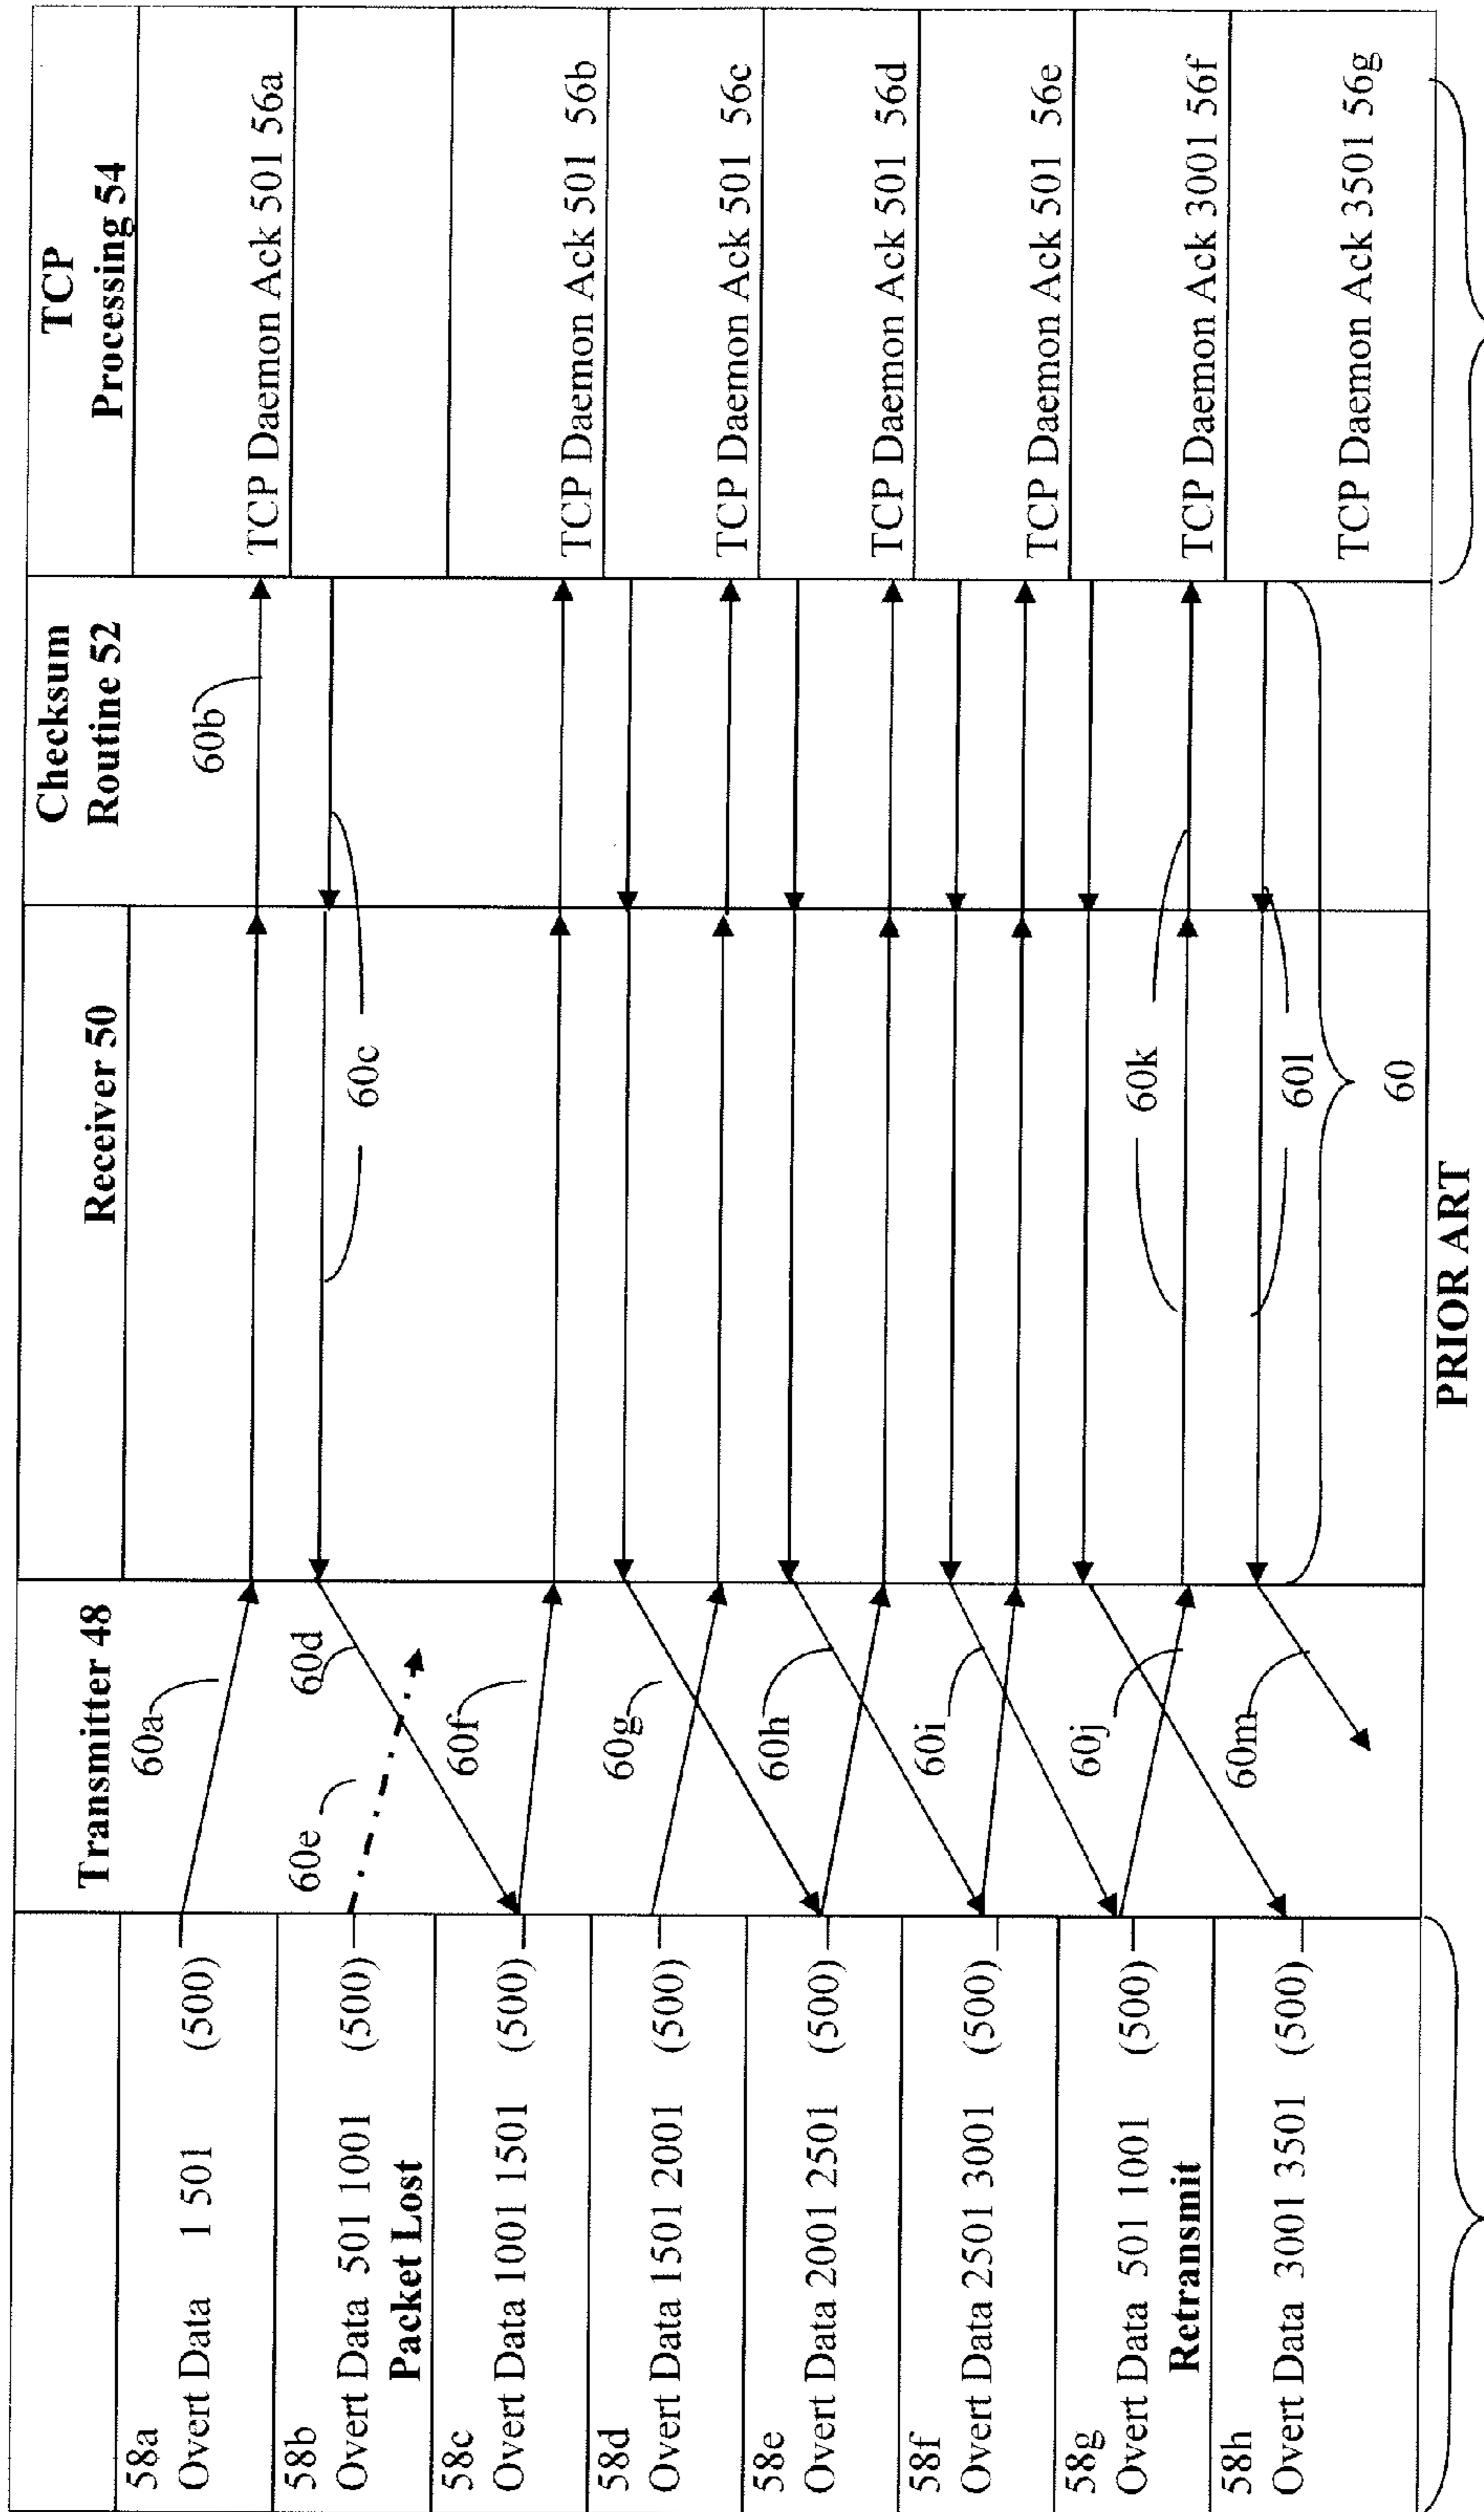 Transmitter 48
Receiver 50
Checksum
Routine 52
TCP
Processing 54
58a
Overt Data 1 501 (500)
60a
60b
TCP Daemon Ack 501 56a
58b
Overt Data 501 1001 (500)
Packet Lost
60e
60d
60c
58c
Overt Data 1001 1501 (500)
60f
TCP Daemon Ack 501 56b
58d
Overt Data 1501 2001 (500)
60g
TCP Daemon Ack 501 56c
58e
Overt Data 2001 2501 (500)
60h
TCP Daemon Ack 501 56d
58f
Overt Data 2501 3001 (500)
60i
TCP Daemon Ack 501 56e
58g
Overt Data 501 1001 (500)
Retransmit
60j
60k
TCP Daemon Ack 3001 56f
58h
Overt Data 3001 3501 (500)
60m
60l
60
TCP Daemon Ack 3501 56g
PRIOR ART